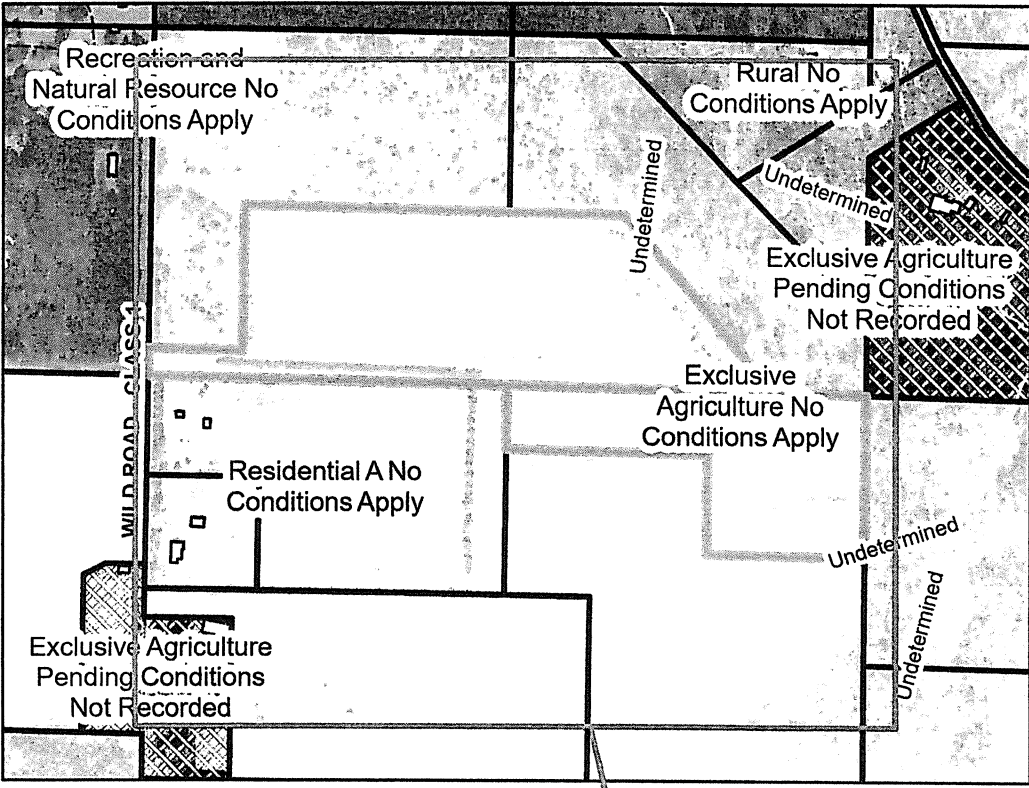 Recreation and
Natural Resource No
Conditions Apply
Rural No
Conditions Apply
Undetermined
Undetermined
Exclusive Agriculture
Pending Conditions
Not Recorded
WILD ROAD CLASS 1
Exclusive
Agriculture No
Conditions Apply
Residential A No
Conditions Apply
Undetermined
Undetermined
Exclusive Agriculture
Pending Conditions
Not Recorded